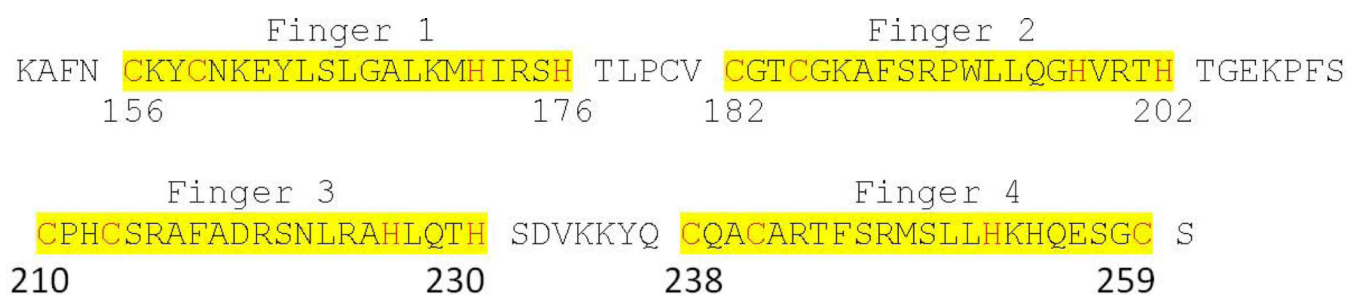 Finger 1 Finger 2
KAFN CKYCNKEYLSLGALKMHIRSH TLPCV CGTCGKAFSRPWLLQGHVRTH TGEKPFS
156 176 182 202
Finger 3 Finger 4
CPHCSRAFADRSNLRAHLQTH SDVKKYQ CQACARTFSRMSLLHKHQESGC S
210 230 238 259